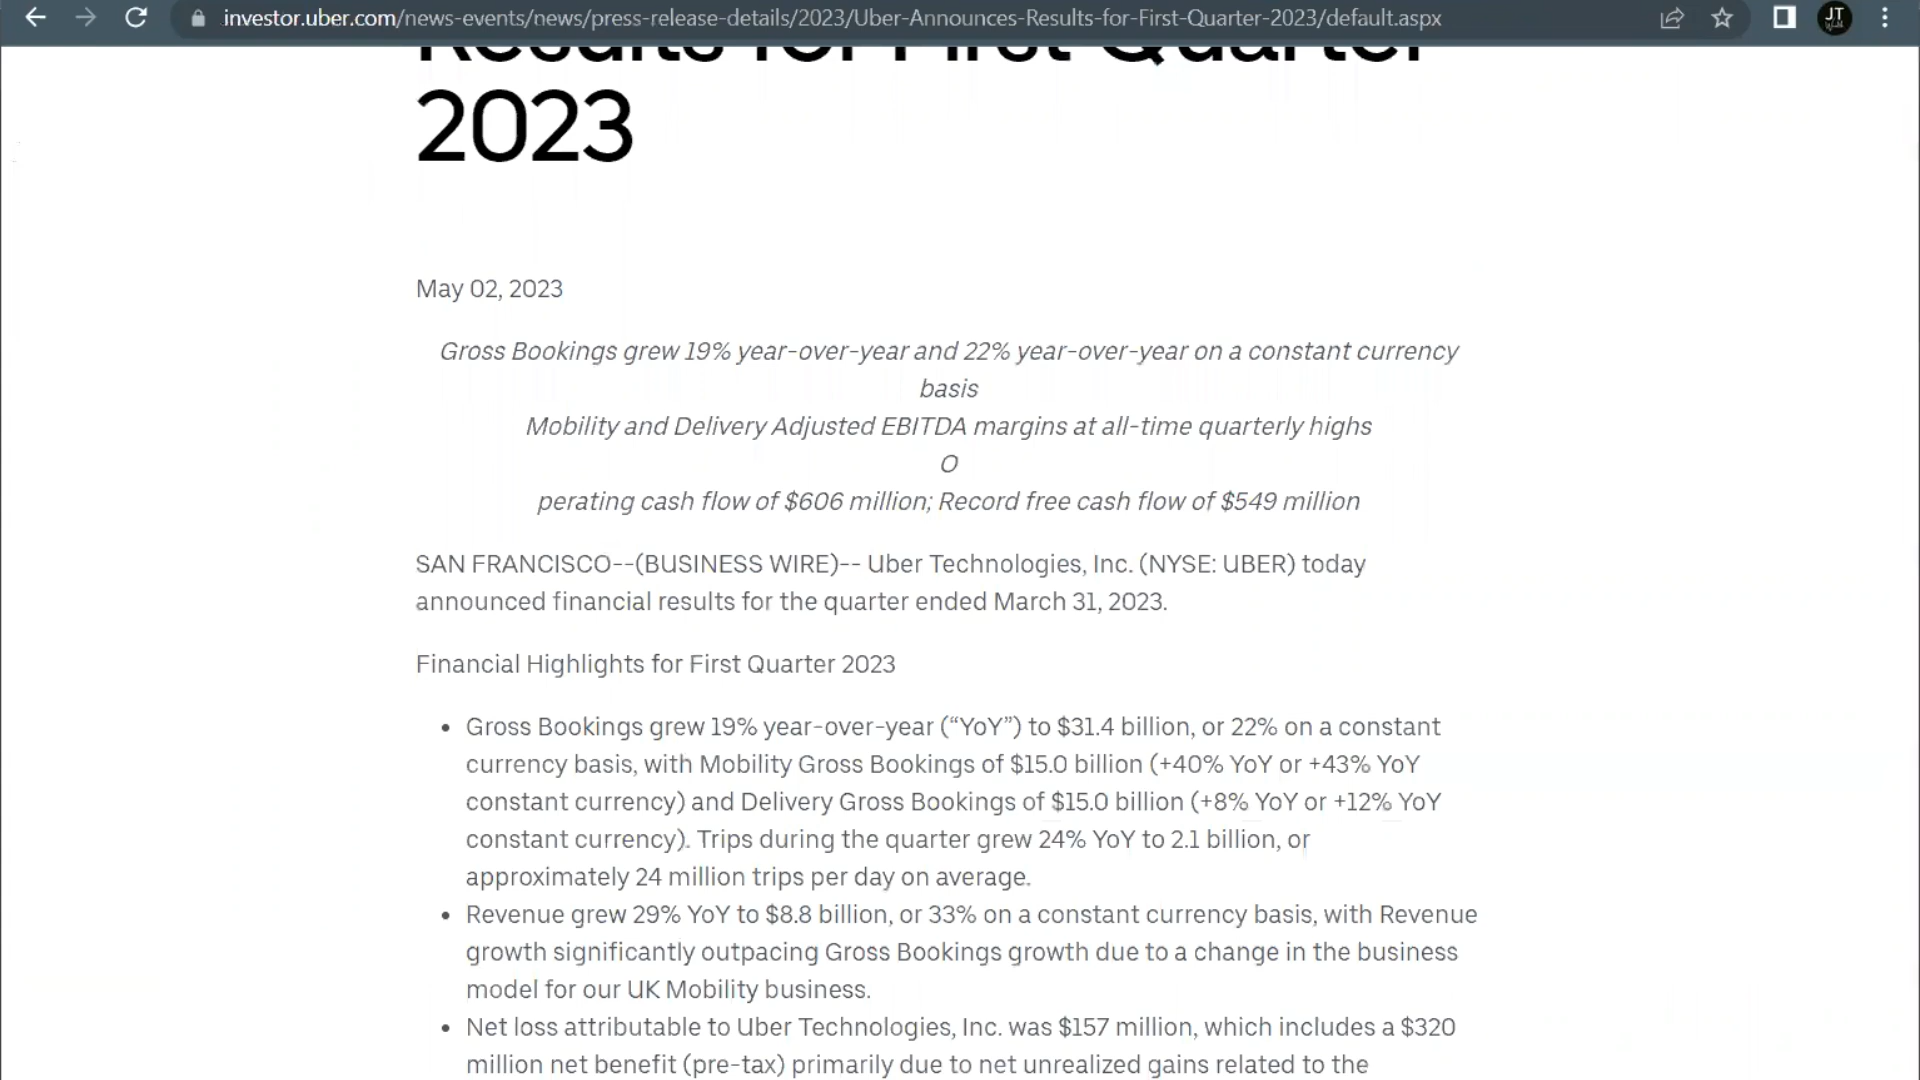 investor.uber.com/news-events/news/press-release-details/2023/Uber-Announces-Results-for-First-Quarter-2023/default.aspx
JT
Results for First Quarter
2023
May 02, 2023
Gross Bookings grew 19% year-over-year and 22% year-over-year on a constant currency
basis
Mobility and Delivery Adjusted EBITDA margins at all-time quarterly highs
O
perating cash flow of $606 million; Record free cash flow of $549 million
SAN FRANCISCO--(BUSINESS WIRE)-- Uber Technologies, Inc. (NYSE: UBER) today
announced financial results for the quarter ended March 31, 2023.
Financial Highlights for First Quarter 2023
• Gross Bookings grew 19% year-over-year (“YoY”) to $31.4 billion, or 22% on a constant
currency basis, with Mobility Gross Bookings of $15.0 billion (+40% YoY or +43% YoY
constant currency) and Delivery Gross Bookings of $15.0 billion (+8% YoY or +12% YoY
constant currency). Trips during the quarter grew 24% YoY to 2.1 billion, or
approximately 24 million trips per day on average.
• Revenue grew 29% YoY to $8.8 billion, or 33% on a constant currency basis, with Revenue
growth significantly outpacing Gross Bookings growth due to a change in the business
model for our UK Mobility business.
• Net loss attributable to Uber Technologies, Inc. was $157 million, which includes a $320
million net benefit (pre-tax) primarily due to net unrealized gains related to the